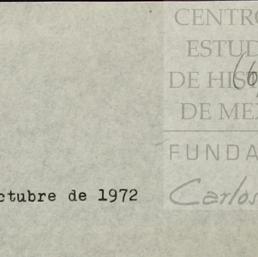 CENTRO
ESTUD
DE HIS
DE ME
FUNDA
Carlos
ctubre de 1972